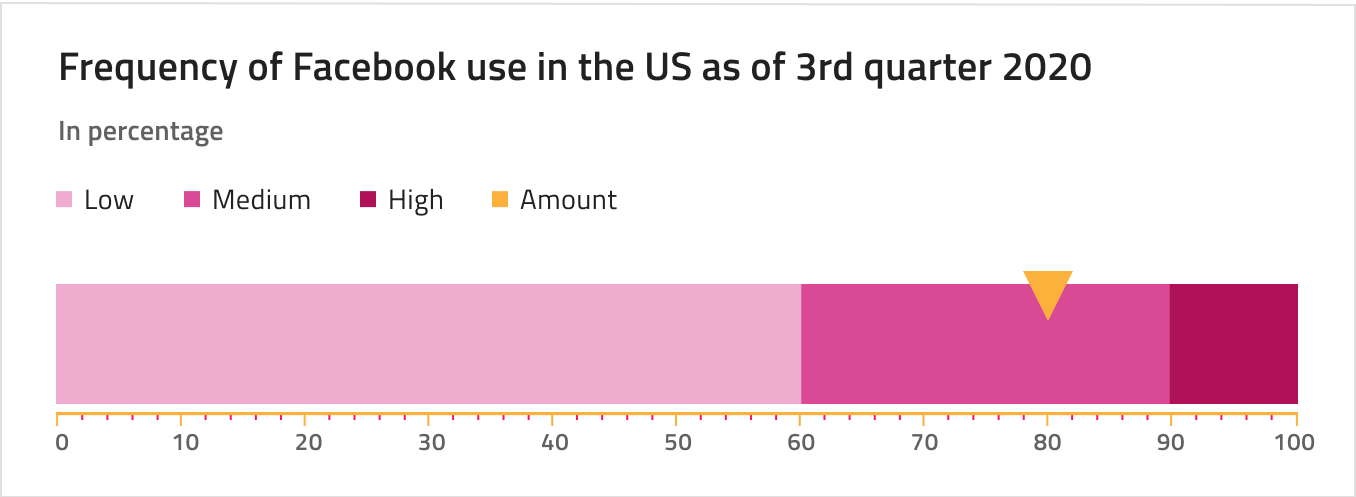 Frequency of Facebook use in the US as of 3rd quarter 2020
In percentage
Low Medium High Amount
0 10 20 30 40 50 60 70 80 90 100